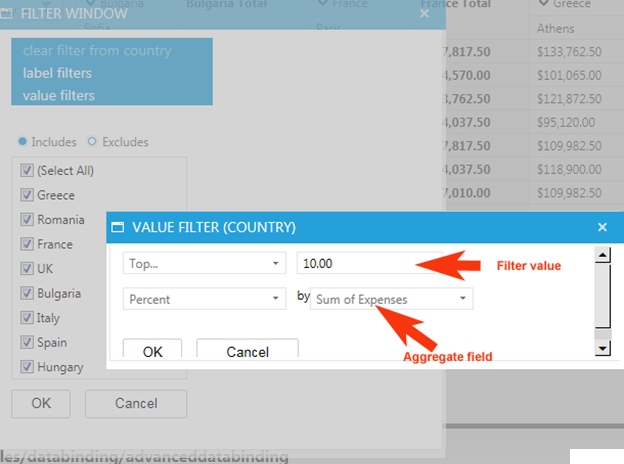 Bulgaria Bulgaria Total France France Total Greece
FILTER WINDOW
Sofia Paris Athens
clear filter from country
7,817.50 $133,762.50
label filters
4,570.00 $101,065.00
value filters
3,762.50 $121,872.50
4,037.50 $95,120.00
Includes Excludes
7,817.50 $109,982.50
(Select All)
4,037.50 $118,900.00
Greece
7,010.00 $109,982.50
Romania
VALUE FILTER (COUNTRY)
France
Top... 10.00
Filter value
UK
Bulgaria
Percent by Sum of Expenses
Italy
Spain
OK Cancel
Aggregate field
Hungary
OK Cancel
les/databinding/advanceddatabinding